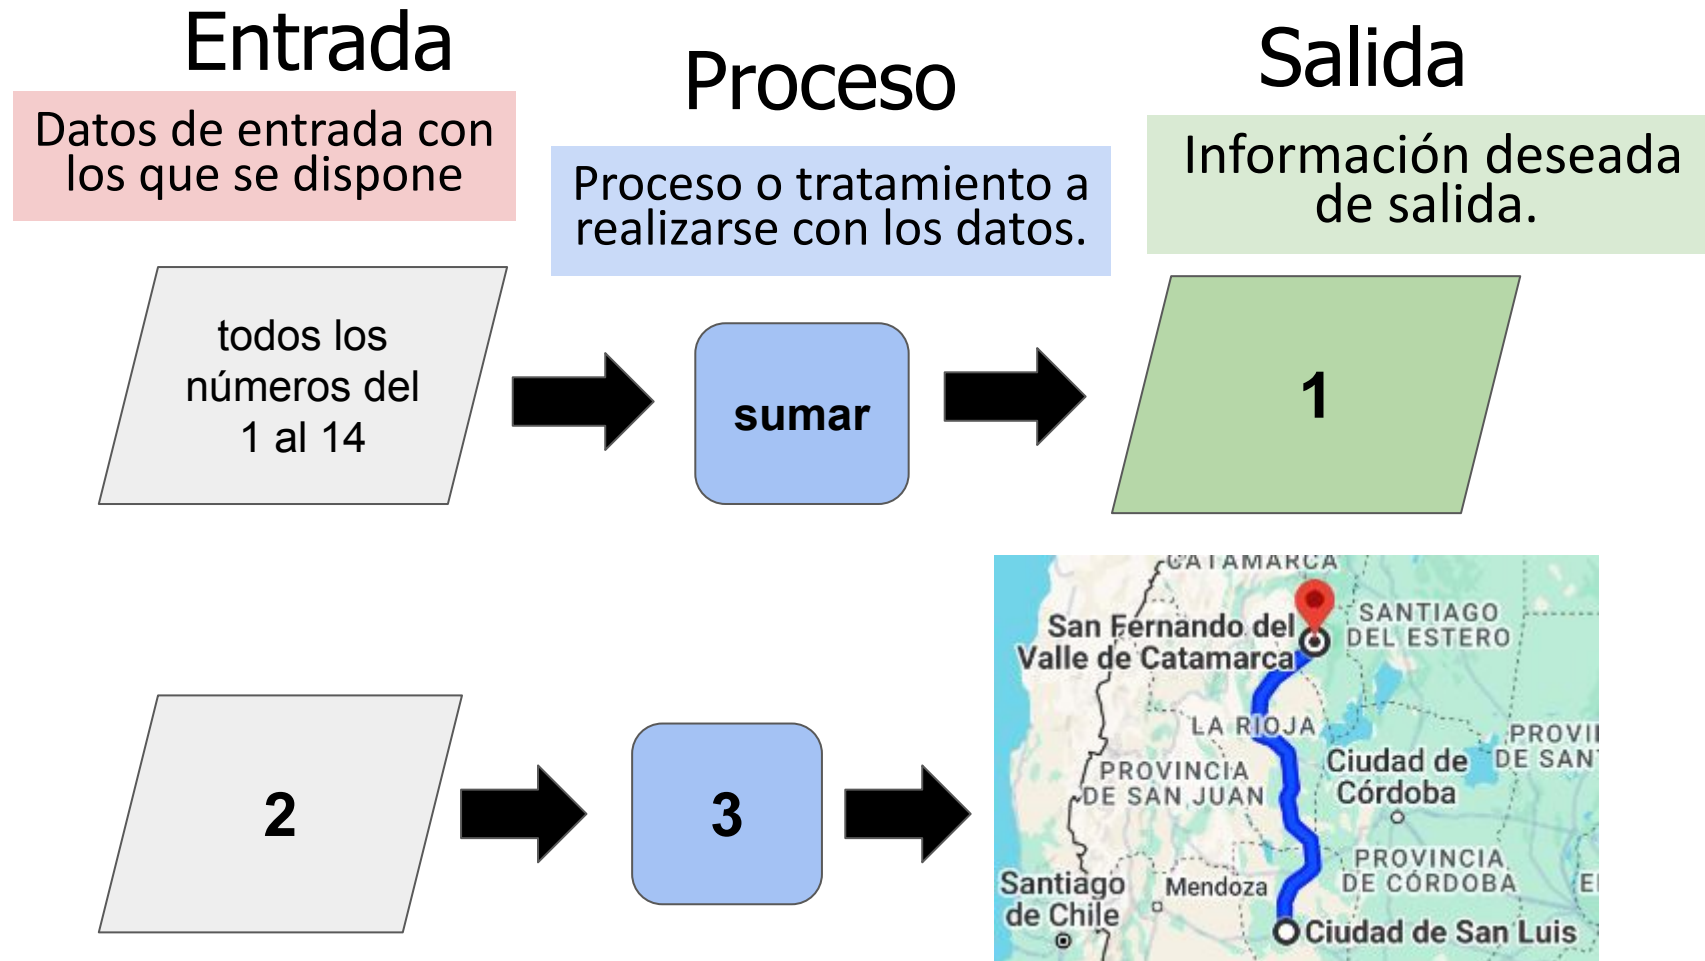 Entrada
Proceso
Salida
Datos de entrada con
los que se dispone
Proceso o tratamiento a
realizarse con los datos.
Información deseada
de salida.
todos los
números del
1 al 14
sumar
1
2
3
CATAMARCA
San Fernando del
Valle de Catamarca
SANTIAGO
DEL ESTERO
LA RIOJA
PROVINCIA
DE SAN JUAN
Ciudad de
Córdoba
PROVI
DE SAN
Santiago
de Chile
Mendoza
PROVINCIA
DE CÓRDOBA
E
Ciudad de San Luis